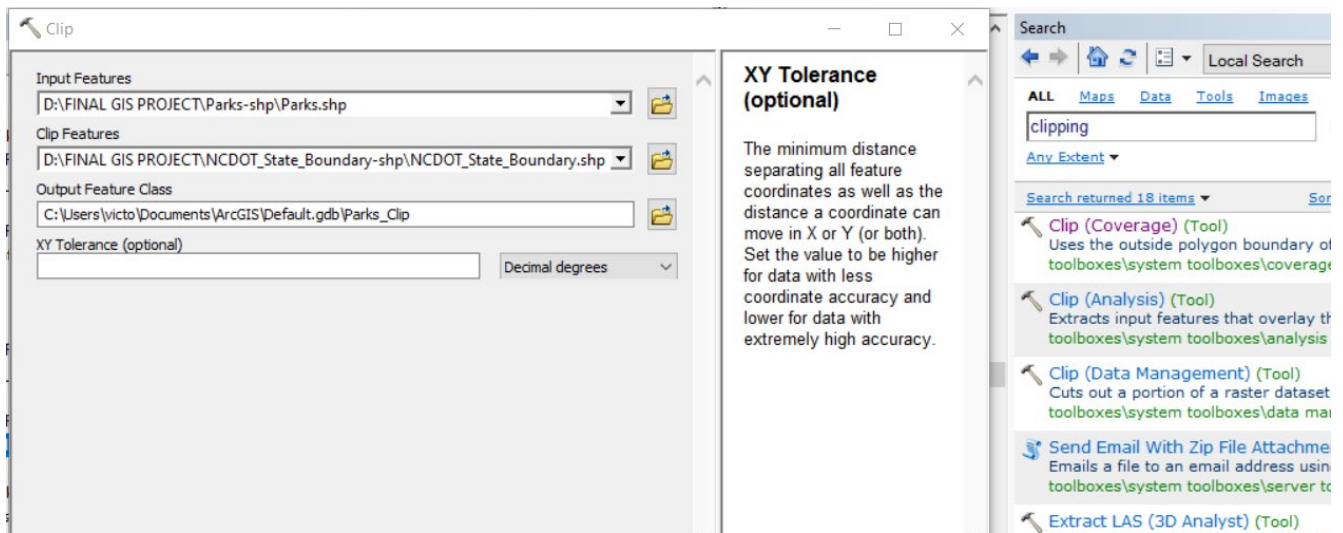 Clip
Input Features
D:\FINAL GIS PROJECT\Parks-shp\Parks.shp
Clip Features
D:\FINAL GIS PROJECT\NCDOT_State_Boundary-shp\NCDOT_State_Boundary.shp
Output Feature Class
C:\Users\victo\Documents\ArcGIS\Default.gdb\Parks_Clip
XY Tolerance (optional)
Decimal degrees
XY Tolerance
(optional)
The minimum distance
separating all feature
coordinates as well as the
distance a coordinate can
move in X or Y (or both).
Set the value to be higher
for data with less
coordinate accuracy and
lower for data with
extremely high accuracy.
Search
Local Search
ALL Maps Data Tools Images
clipping
Any Extent
Search returned 18 items Sor
Clip (Coverage) (Tool)
Uses the outside polygon boundary of
toolboxes\system toolboxes\coverage
Clip (Analysis) (Tool)
Extracts input features that overlay th
toolboxes\system toolboxes\analysis
Clip (Data Management) (Tool)
Cuts out a portion of a raster dataset
toolboxes\system toolboxes\data mar
Send Email With Zip File Attachme
Emails a file to an email address usin
toolboxes\system toolboxes\server to
Extract LAS (3D Analyst) (Tool)